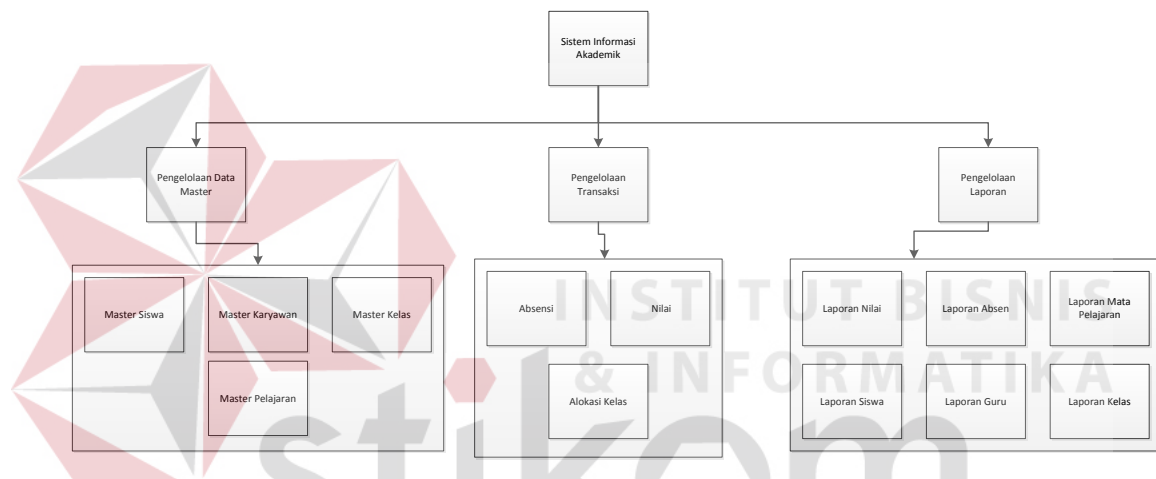 Sistem Informasi
Akademik
Pengelolaan Data
Master
Pengelolaan
Transaksi
Pengelolaan
Laporan
Master Siswa
Master Karyawan
Master Kelas
Master Pelajaran
Absensi
Nilai
Alokasi Kelas
Laporan Nilai
Laporan Absen
Laporan Mata
Pelajaran
Laporan Siswa
Laporan Guru
Laporan Kelas
INSTITUT BISNIS
& INFORMATIKA
stikom